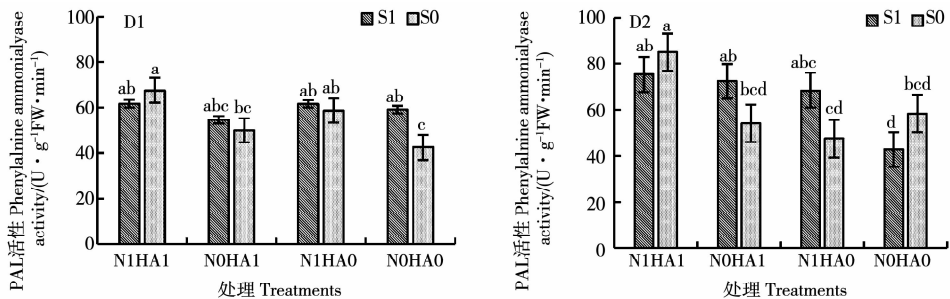 D1
S1 S0
PAL活性 Phenylalnine ammonialyase
activity/(U·g⁻¹FW·min⁻¹)
100
80
60
40
20
0
ab a
abc bc
ab ab
ab c
N1HA1 N0HA1 N1HA0 N0HA0
处理 Treatments
D2
S1 S0
PAL活性 Phenylalnine ammonialyase
activity/(U·g⁻¹FW·min⁻¹)
100
80
60
40
20
0
ab a
ab bcd
abc cd
d bcd
N1HA1 N0HA1 N1HA0 N0HA0
处理 Treatments